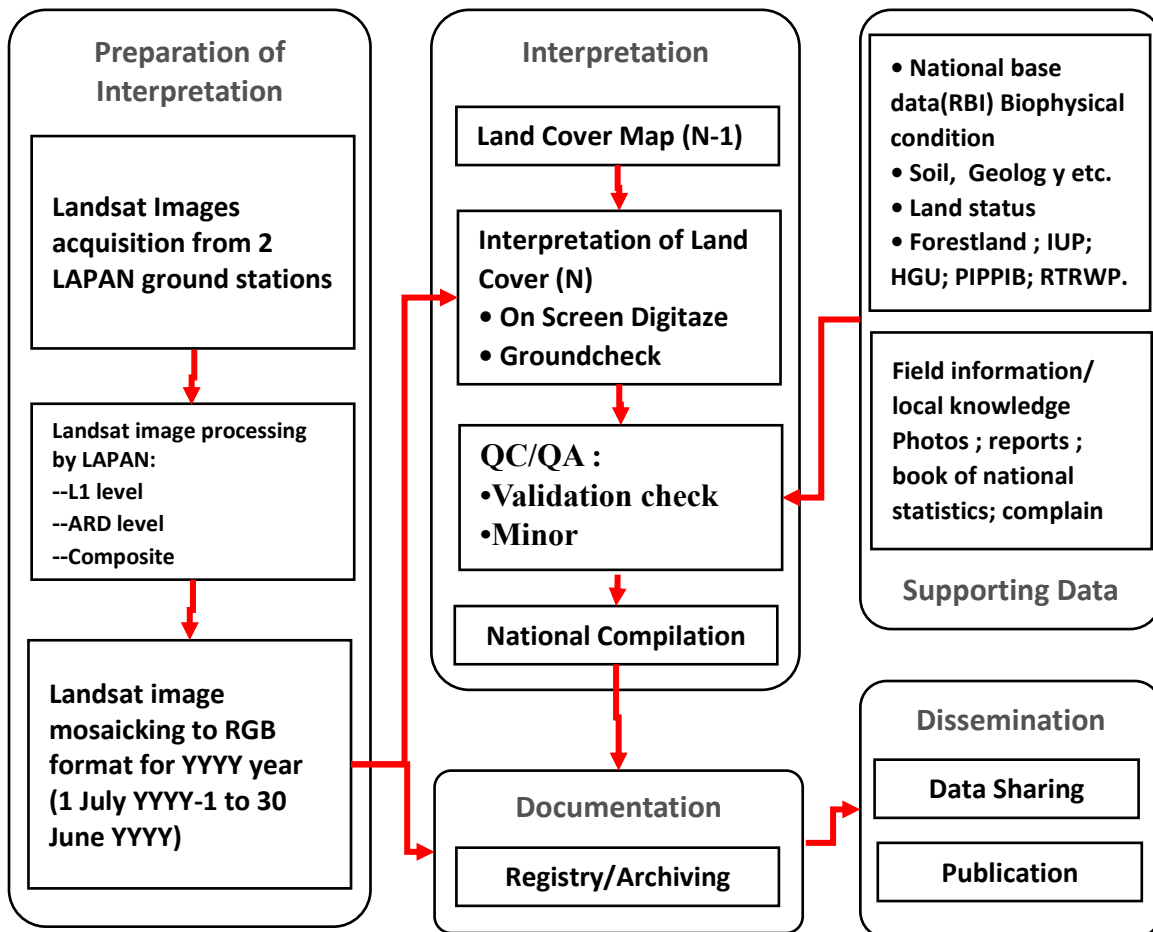 Preparation of
Interpretation
Landsat Images
acquisition from 2
LAPAN ground stations
Landsat image processing
by LAPAN:
--L1 level
--ARD level
--Composite
Landsat image
mosaicking to RGB
format for YYYY year
(1 July YYYY-1 to 30
June YYYY)
Interpretation
Land Cover Map (N-1)
Interpretation of Land
Cover (N)
• On Screen Digitaze
• Groundcheck
QC/QA :
•Validation check
•Minor
National Compilation
Documentation
Registry/Archiving
• National base
data(RBI) Biophysical
condition
• Soil, Geolog y etc.
• Land status
• Forestland ; IUP;
HGU; PIPPIB; RTRWP.
Field information/
local knowledge
Photos ; reports ;
book of national
statistics; complain
Supporting Data
Dissemination
Data Sharing
Publication